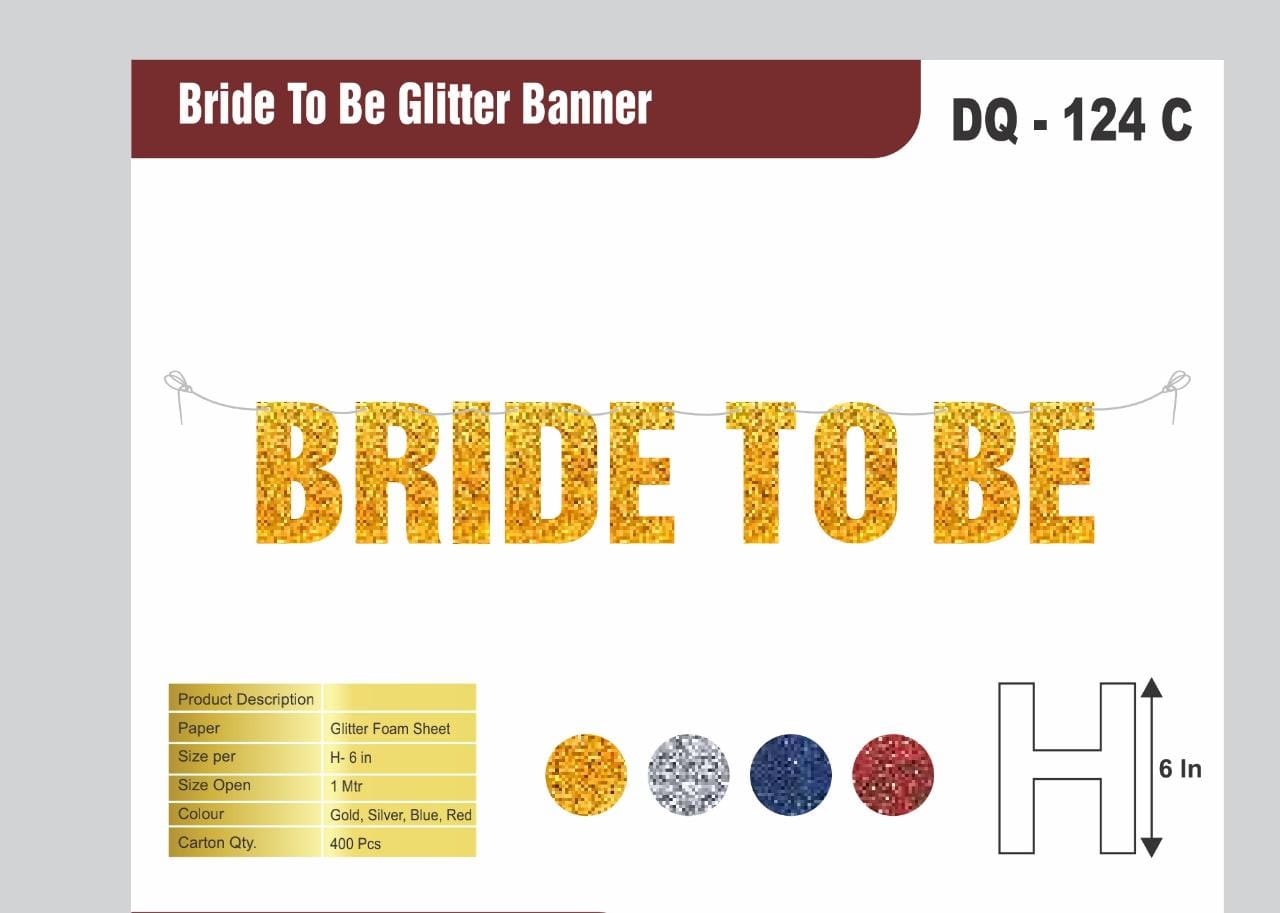 Bride To Be Glitter Banner
DQ - 124 C
BRIDE TO BE
Product Description
Paper Glitter Foam Sheet
Size per H- 6 in
Size Open 1 Mtr
Colour Gold, Silver, Blue, Red
Carton Qty. 400 Pcs
H
6 In